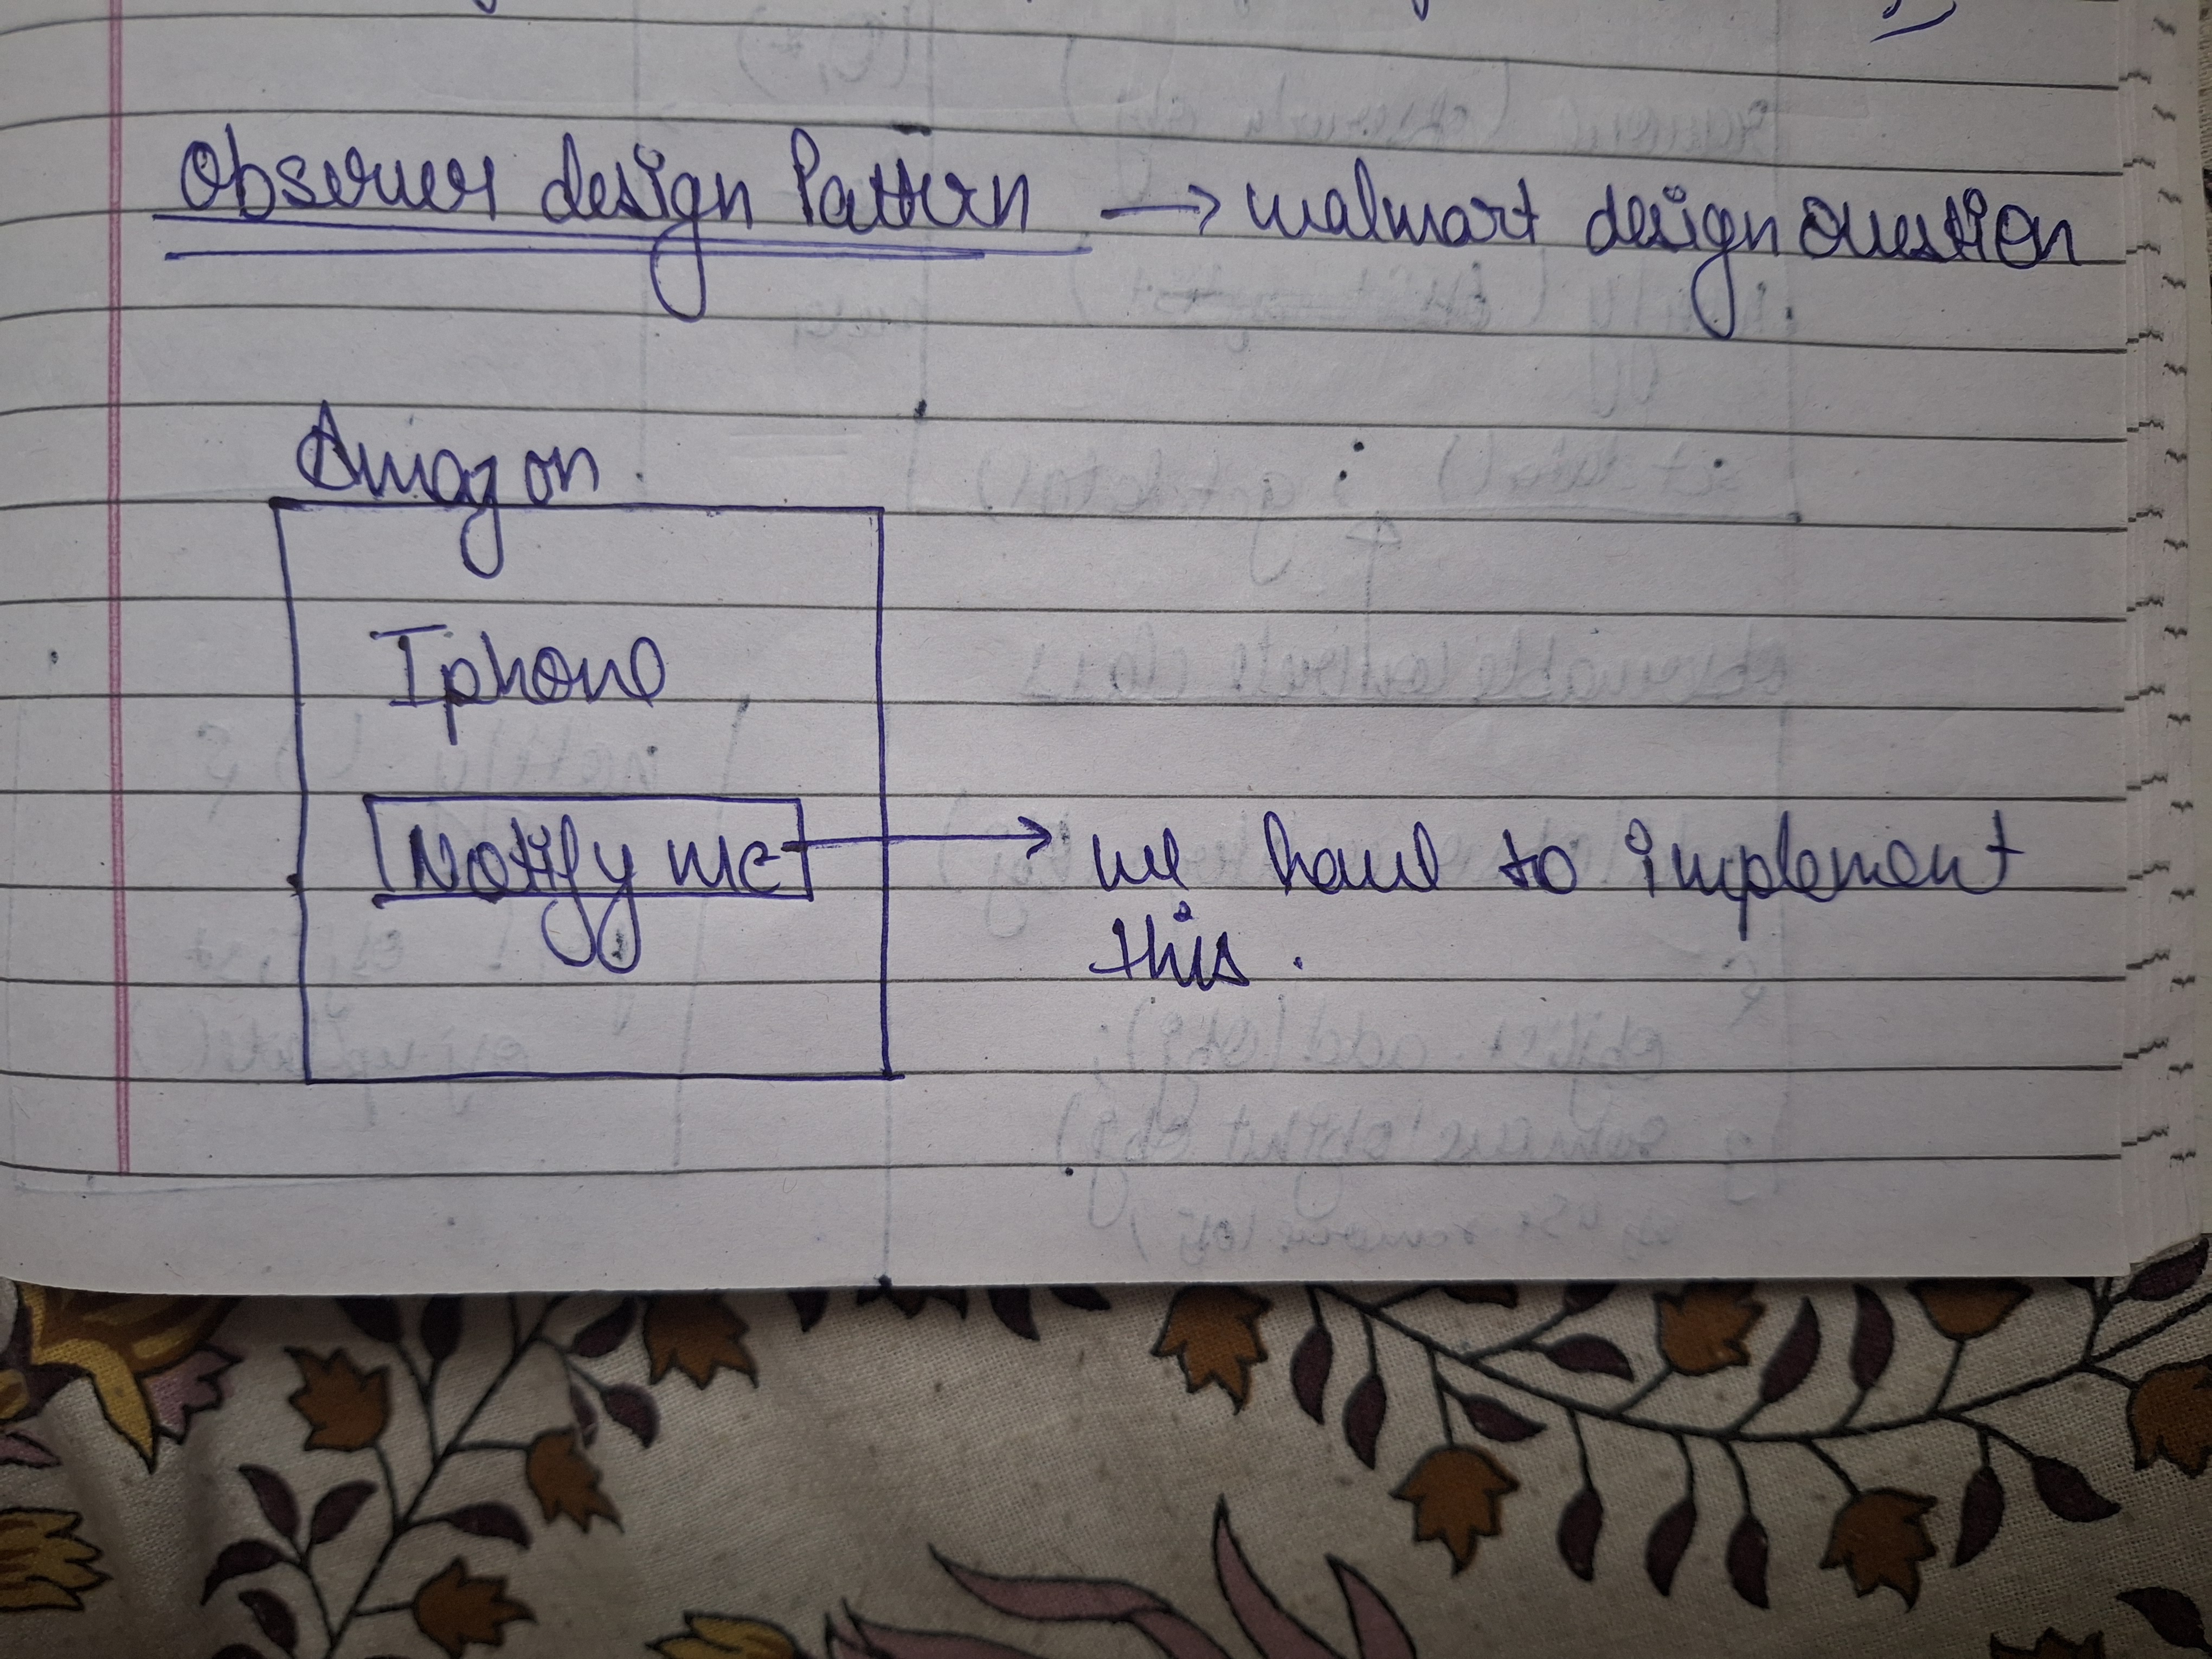 Observer design Pattern → walmart design question.
Amazon.
Iphone
Notify me → we have to implement
this.